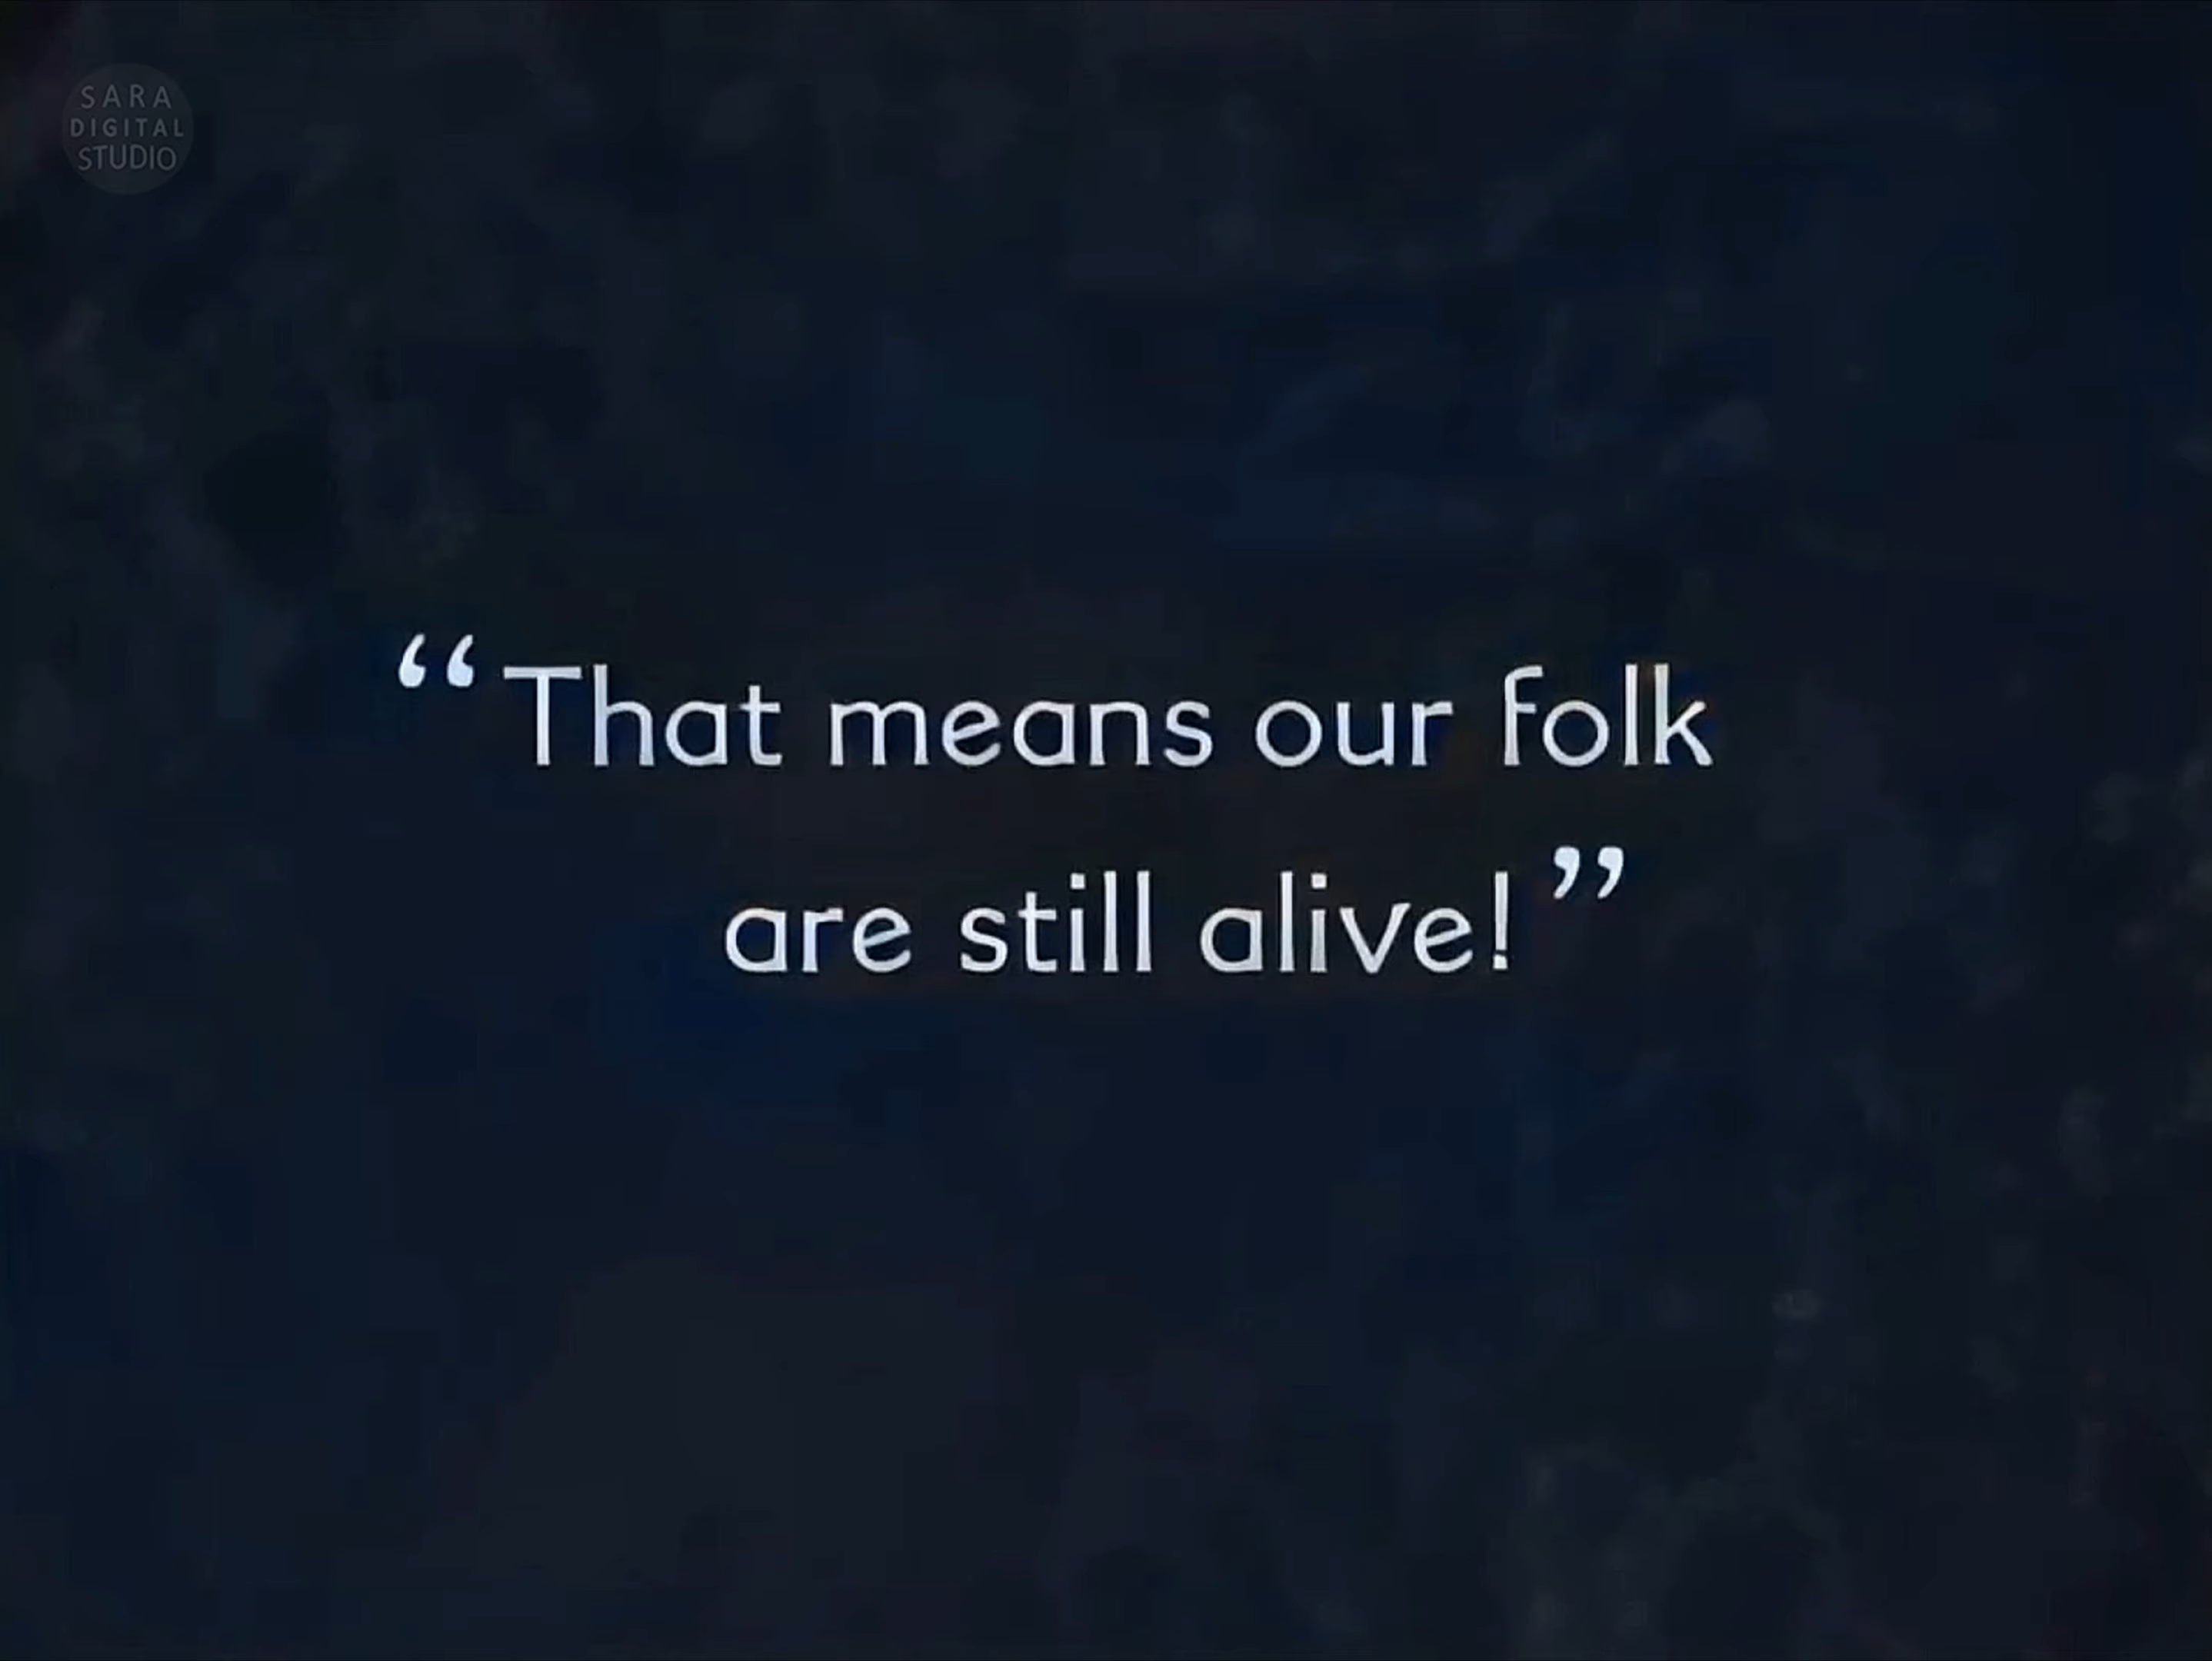 SARA
DIGITAL
STUDIO
“That means our folk
are still alive!”